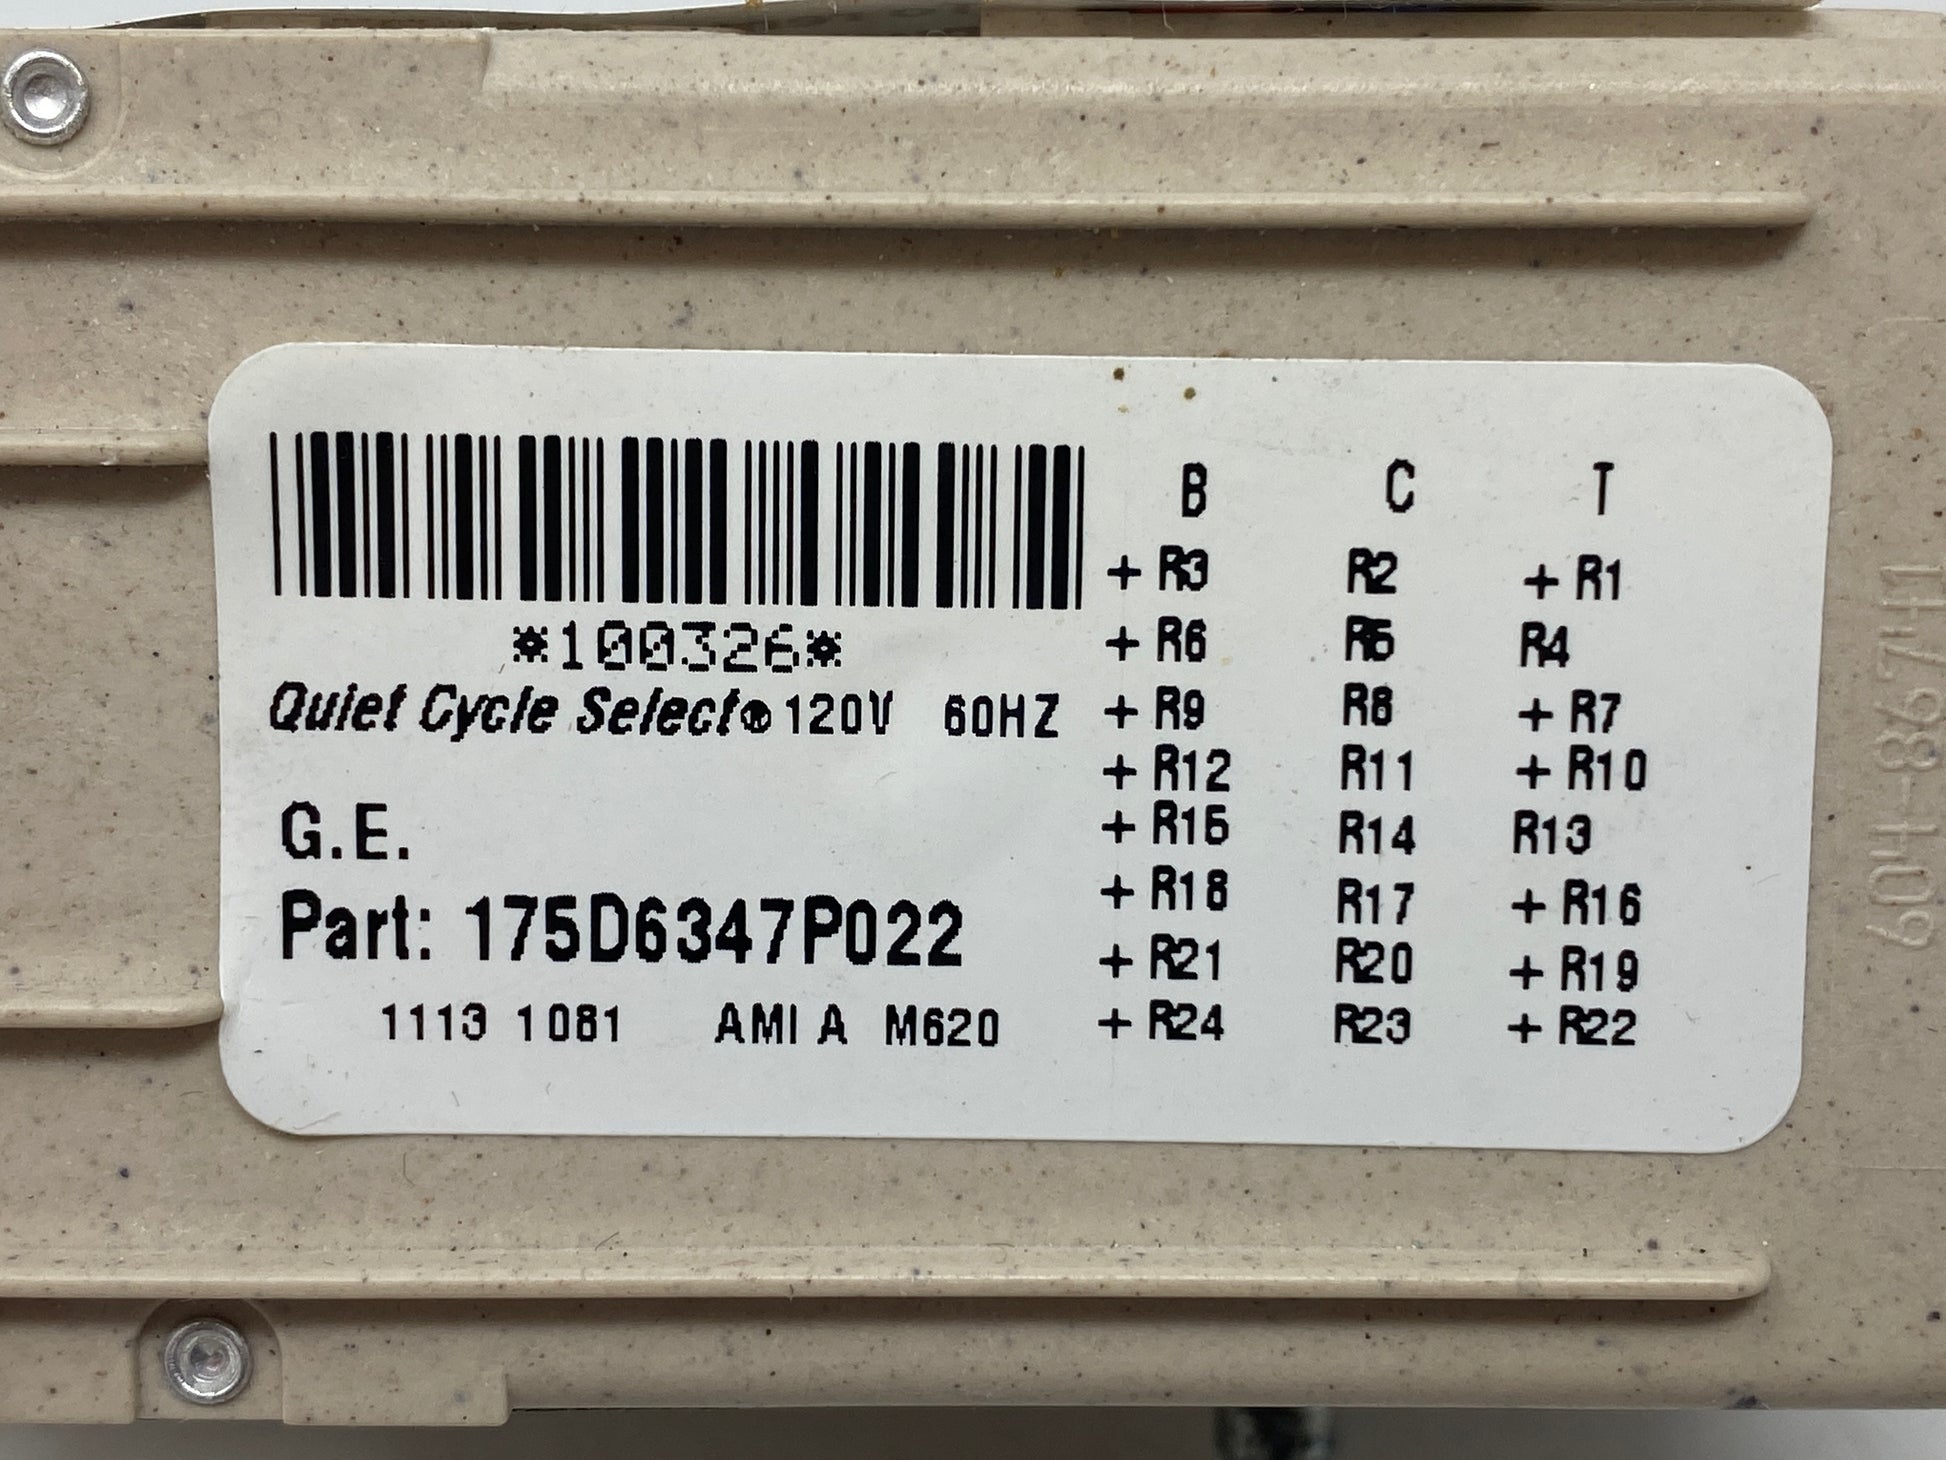 *100326*
Quiet Cycle Select® 120V 60HZ
G.E.
Part: 175D6347P022
1113 1081 AMI A M620
B C T
+ R3 R2 + R1
+ R6 R5 R4
+ R9 R8 + R7
+ R12 R11 + R10
+ R15 R14 R13
+ R18 R17 + R16
+ R21 R20 + R19
+ R24 R23 + R22